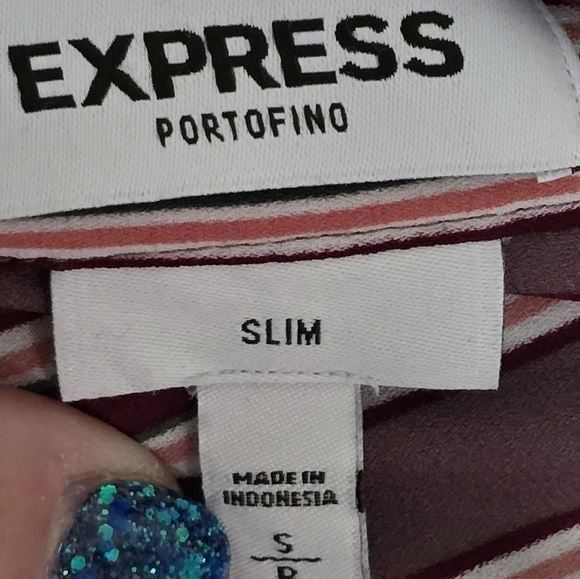 EXPRESS
PORTOFINO
SLIM
MADE IN
INDONESIA
S